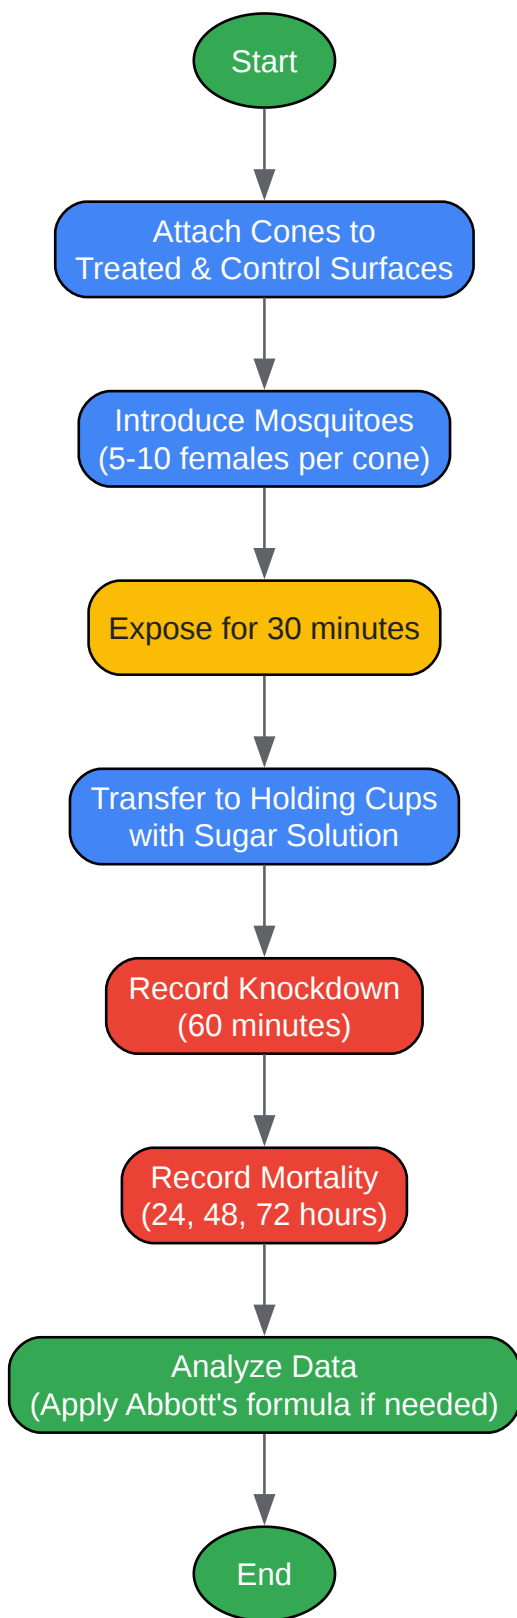 Start
Attach Cones to
Treated & Control Surfaces
Introduce Mosquitoes
(5-10 females per cone)
Expose for 30 minutes
Transfer to Holding Cups
with Sugar Solution
Record Knockdown
(60 minutes)
Record Mortality
(24, 48, 72 hours)
Analyze Data
(Apply Abbott's formula if needed)
End